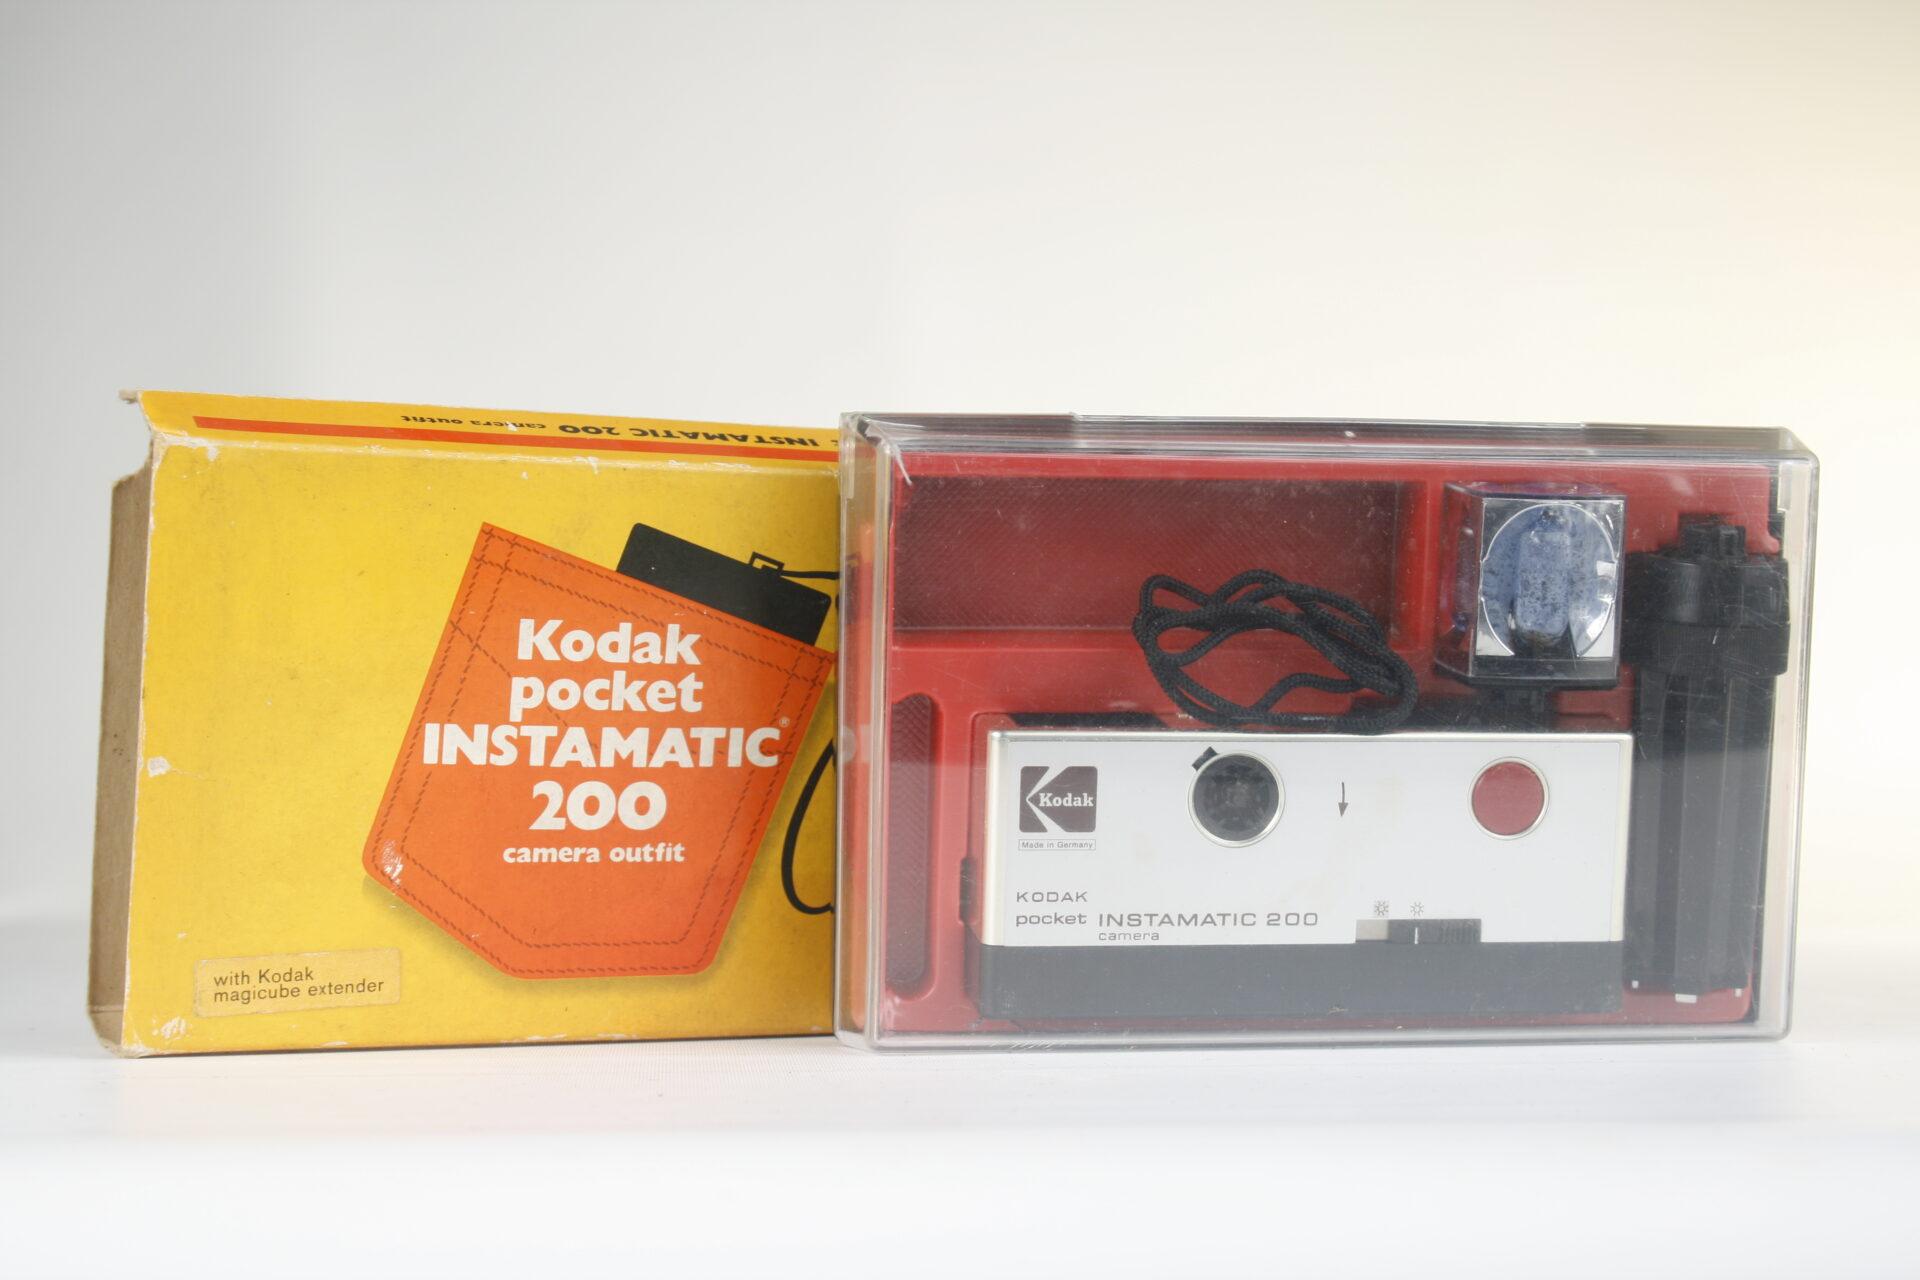 INSTAMATIC 200 camera outfit
Kodak
pocket
INSTAMATIC®
200
camera outfit
with Kodak
magicube extender
Kodak
Made in Germany
KODAK
pocket INSTAMATIC 200
camera